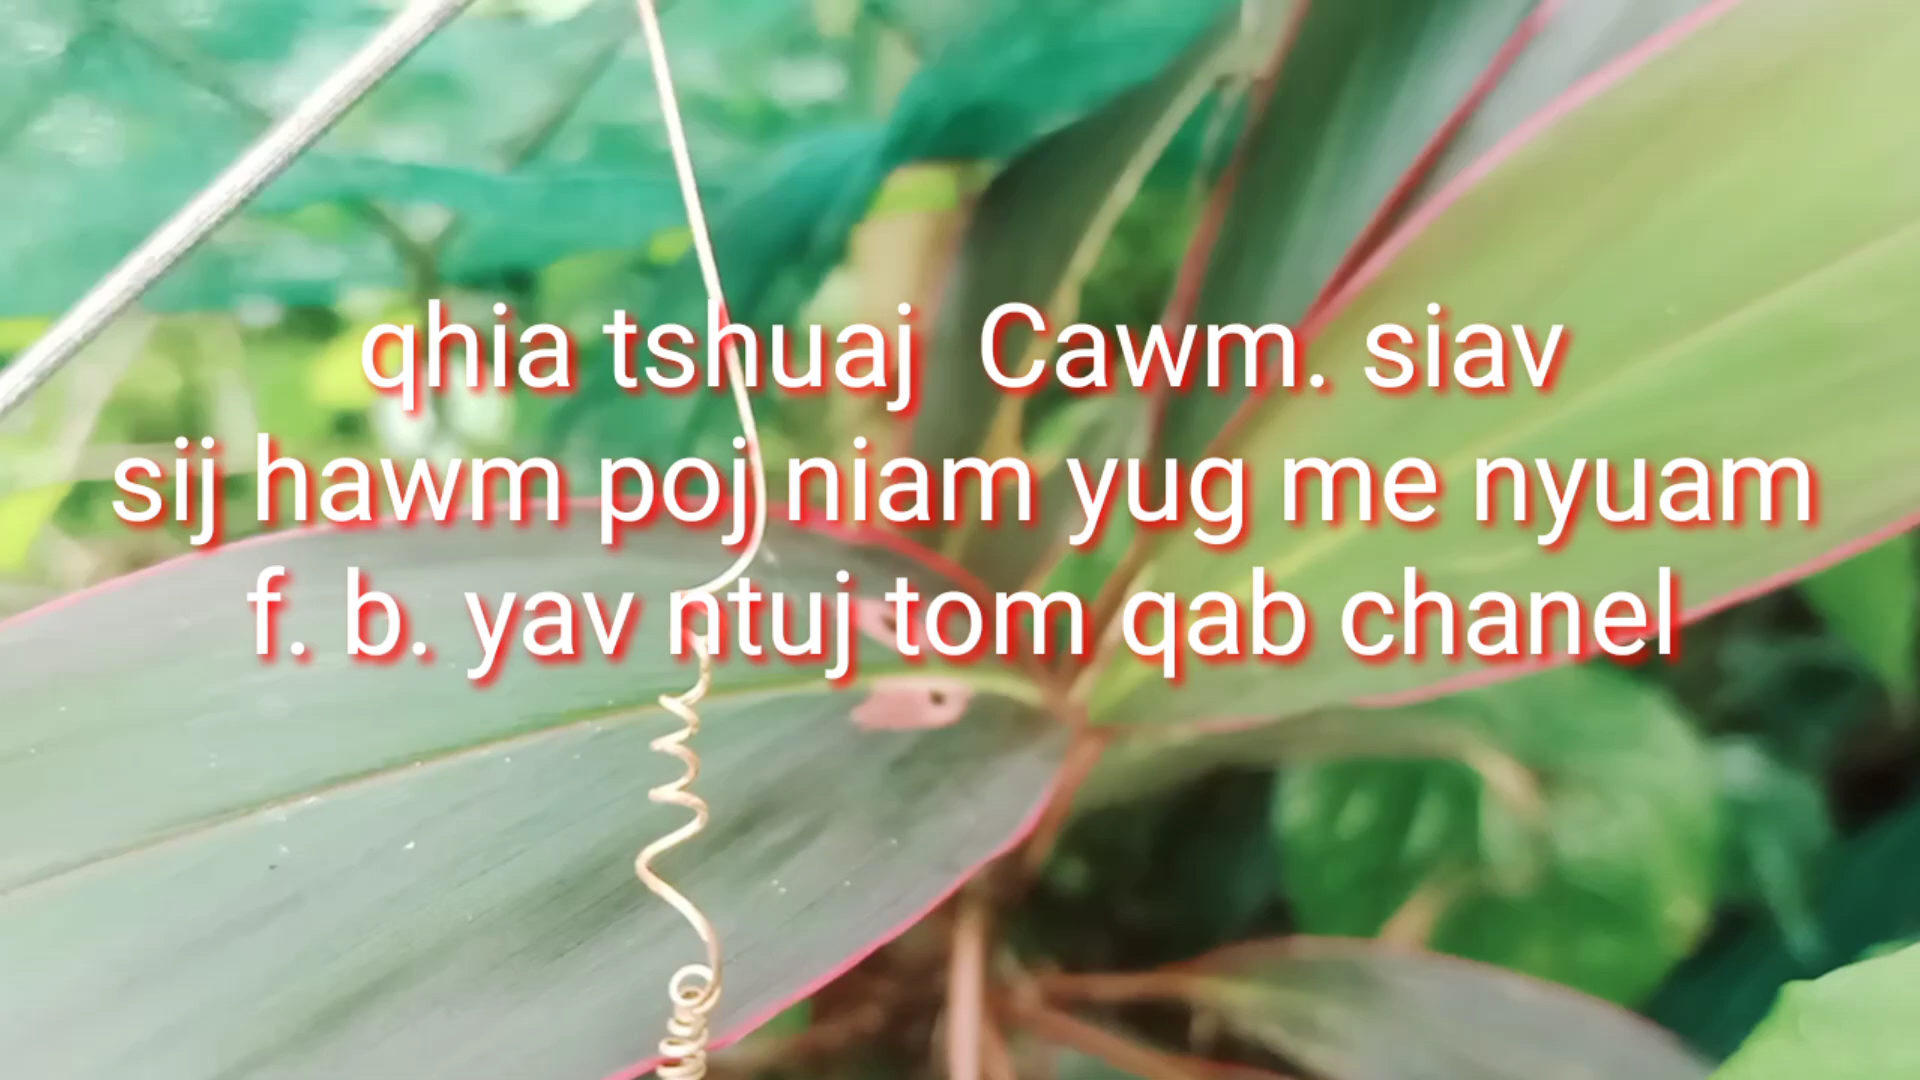 qhia tshuaj  Cawm. siav
sij hawm poj niam yug me nyuam
f. b. yav ntuj tom qab chanel